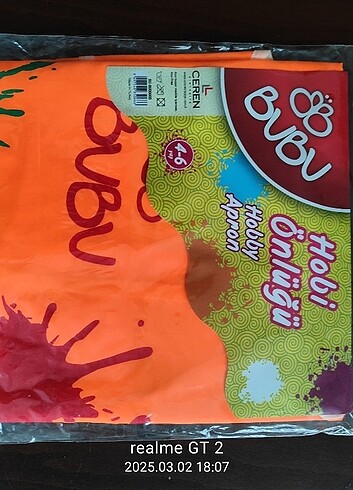 BUBU
Hobi
Önlüğü
Hobby
Apron
4-6
CEREN
BUBU
realme GT 2
2025.03.02 18:07